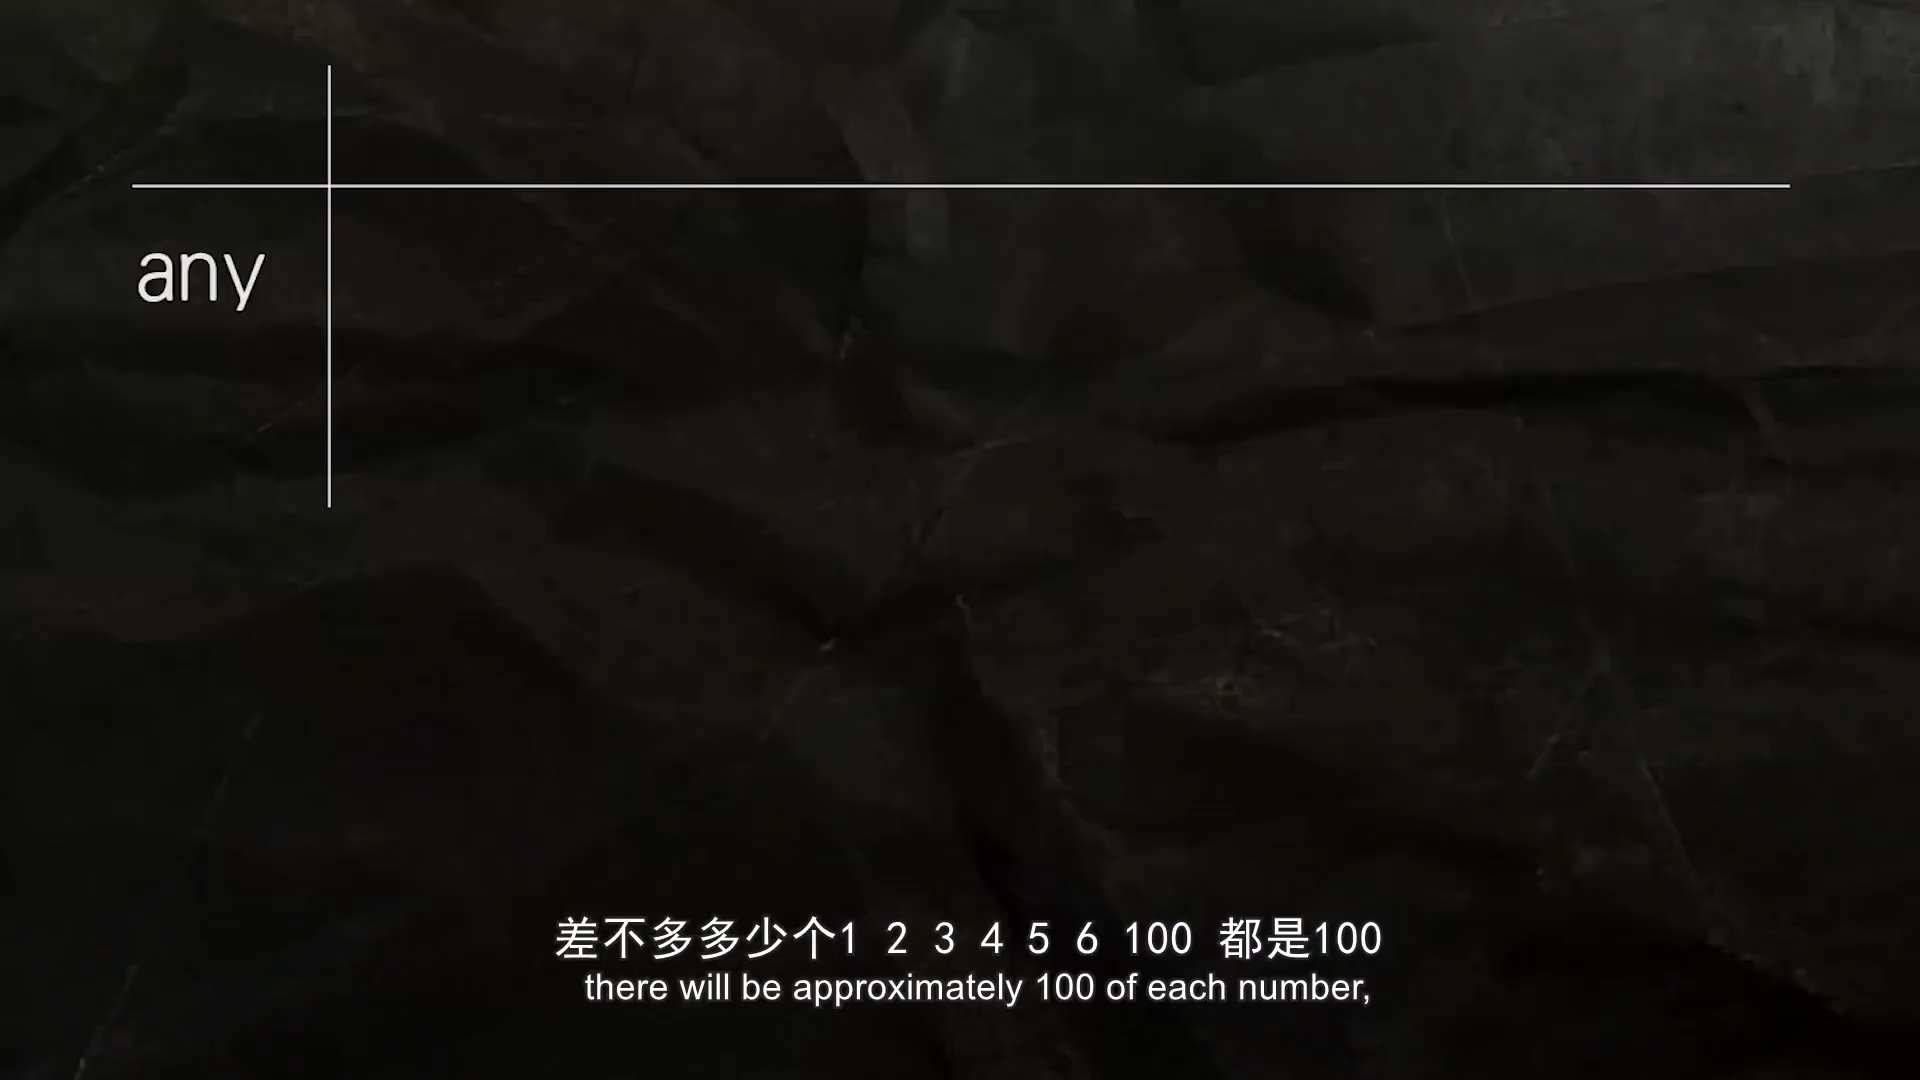 any
差不多多少个1 2 3 4 5 6 100 都是100
there will be approximately 100 of each number,